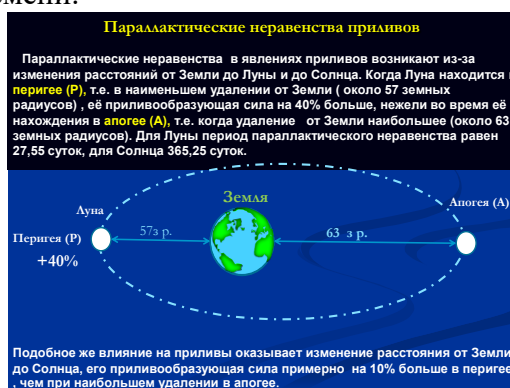 Параллактические неравенства приливов
Параллактические неравенства в явлениях приливов возникают из-за
изменения расстояний от Земли до Луны и до Солнца. Когда Луна находится
перигее (Р), т.е. в наименьшем удалении от Земли ( около 57 земных
радиусов) , её приливообразующая сила на 40% больше, нежели во время её
нахождения в апогее (А), т.е. когда удаление от Земли наибольшее (около 63
земных радиусов). Для Луны период параллактического неравенства равен
27,55 суток, для Солнца 365,25 суток.
Земля
Луна
Апогея (А)
57з р.
63 з р.
Перигея (Р)
+40%
Подобное же влияние на приливы оказывает изменение расстояния от Земли
до Солнца, его приливообразующая сила примерно на 10% больше в перигее
, чем при наибольшем удалении в апогее.